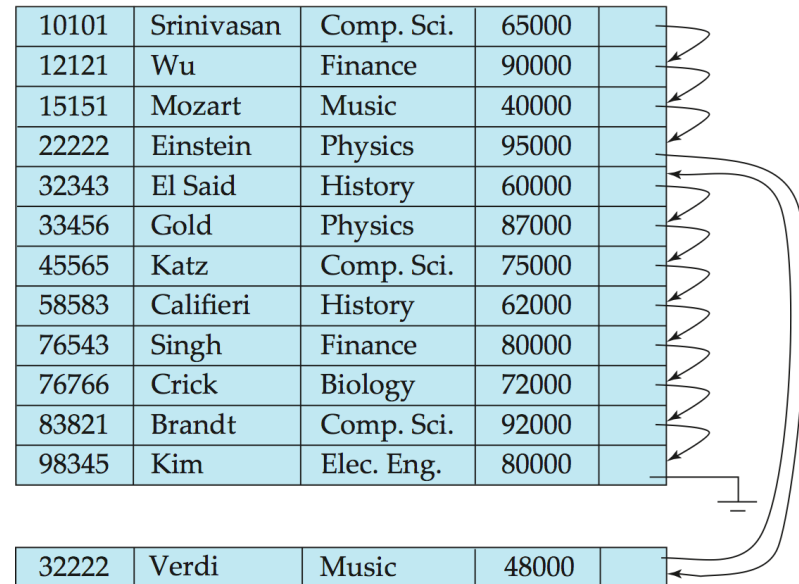 10101 Srinivasan Comp. Sci. 65000
12121 Wu Finance 90000
15151 Mozart Music 40000
22222 Einstein Physics 95000
32343 El Said History 60000
33456 Gold Physics 87000
45565 Katz Comp. Sci. 75000
58583 Califieri History 62000
76543 Singh Finance 80000
76766 Crick Biology 72000
83821 Brandt Comp. Sci. 92000
98345 Kim Elec. Eng. 80000
32222 Verdi Music 48000